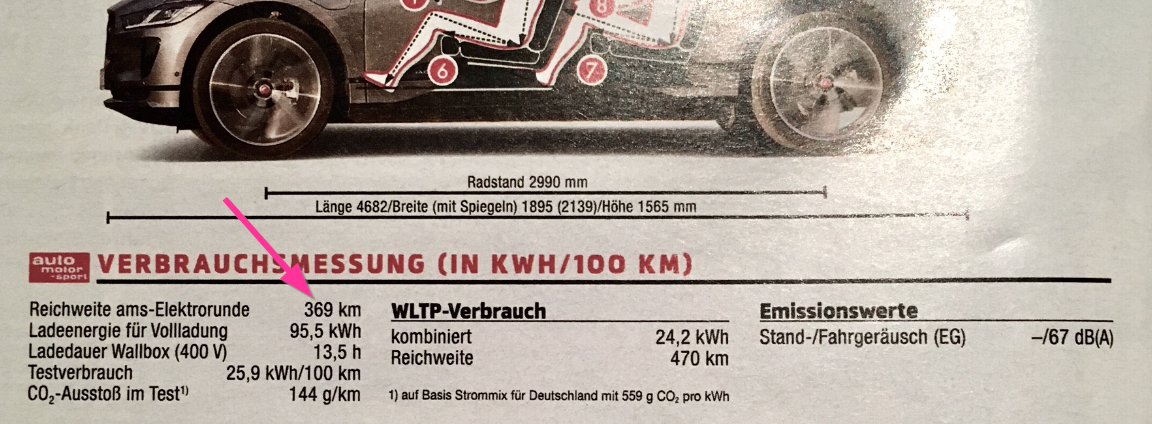 8
6
7
Radstand 2990 mm
Länge 4682/Breite (mit Spiegeln) 1895 (2139)/Höhe 1565 mm
auto
motor
-sport
VERBRAUCHSMESSUNG (IN KWH/100 KM)
Reichweite ams-Elektrorunde 369 km
Ladeenergie für Vollladung 95,5 kWh
Ladedauer Wallbox (400 V) 13,5 h
Testverbrauch 25,9 kWh/100 km
CO₂-Ausstoß im Test¹⁾ 144 g/km
WLTP-Verbrauch
kombiniert 24,2 kWh
Reichweite 470 km
1) auf Basis Strommix für Deutschland mit 559 g CO₂ pro kWh
Emissionswerte
Stand-/Fahrgeräusch (EG) –/67 dB(A)